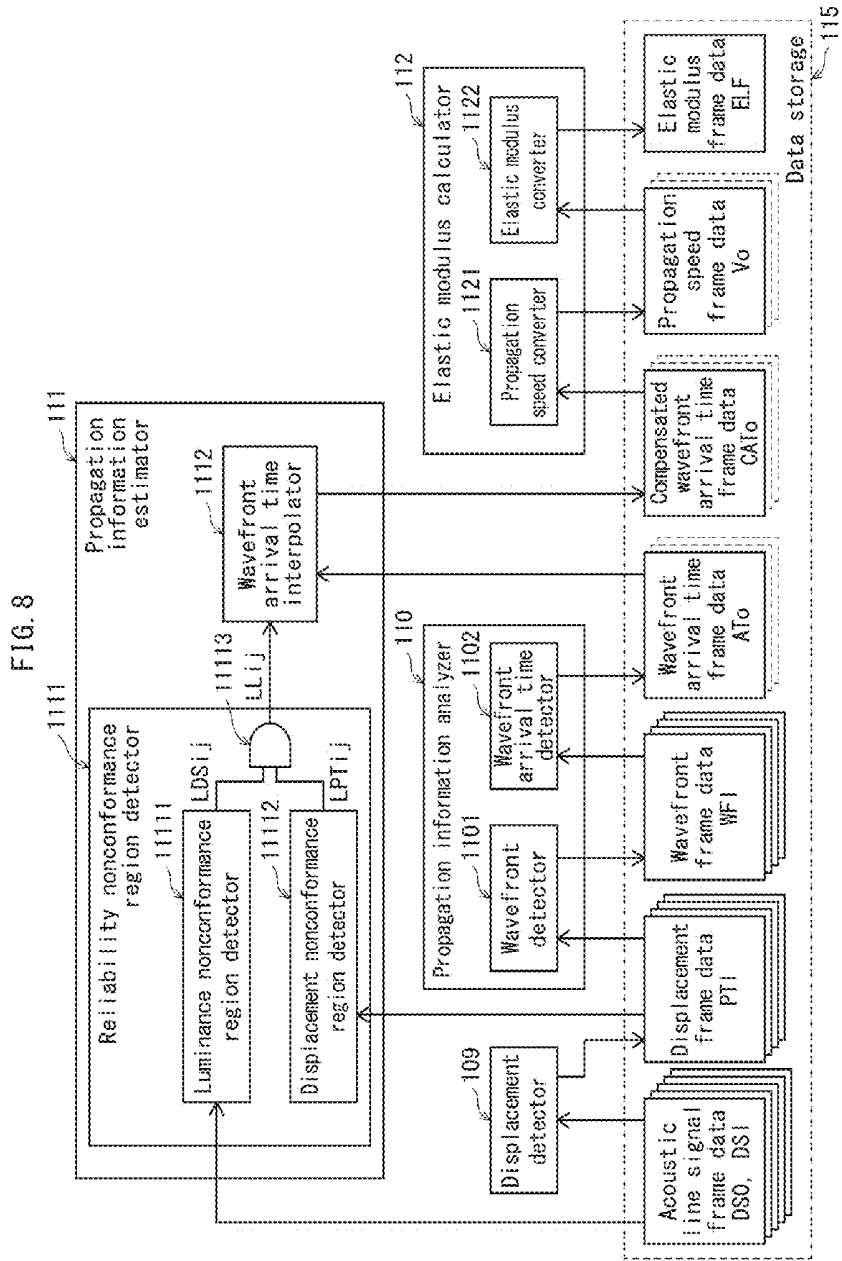 FIG. 8
111
Propagation
information
estimator
1111
Reliability nonconformance
region detector
11111
Luminance nonconformance
region detector
LDSij
11112
Displacement nonconformance
region detector
LPTij
11113
LLij
1112
Wavefront
arrival time
interpolator
109
Displacement
detector
110
Propagation information analyzer
1101
Wavefront
detector
1102
Wavefront
arrival time
detector
112
Elastic modulus calculator
1121
Propagation
speed converter
1122
Elastic modulus
converter
Acoustic
line signal
frame data
DS0, DSl
Displacement
frame data
PTl
Wavefront
frame data
WFl
Wavefront
arrival time
frame data
ATo
Compensated
wavefront
arrival time
frame data
CATo
Propagation
speed
frame data
Vo
Elastic
modulus
frame data
ELF
Data storage
115